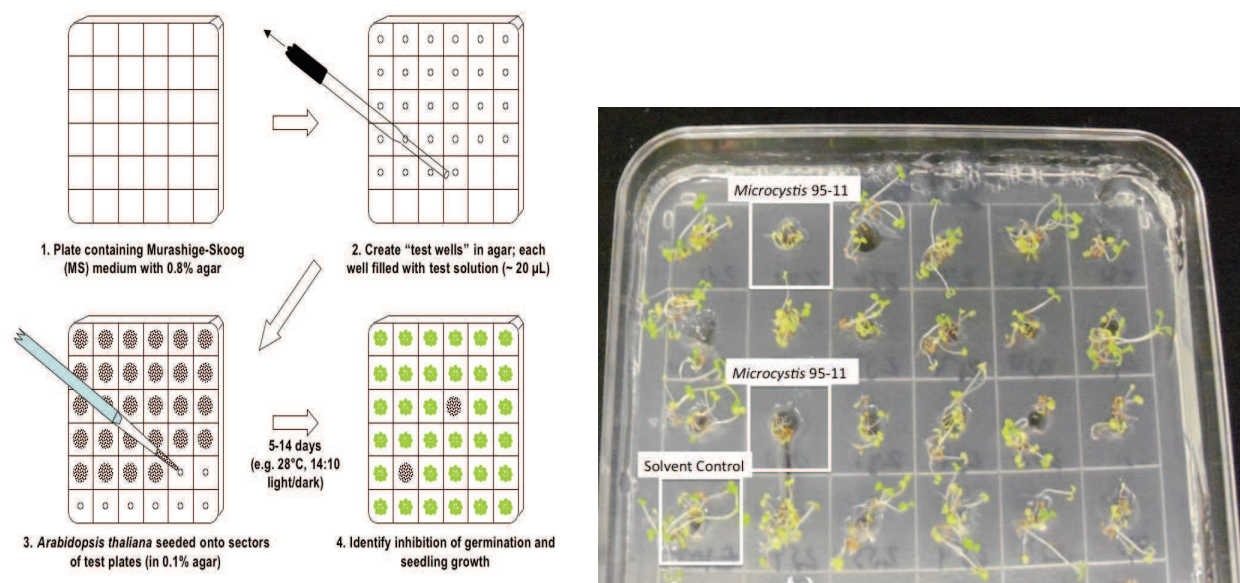 1. Plate containing Murashige-Skoog
(MS) medium with 0.8% agar
2. Create “test wells” in agar; each
well filled with test solution (~ 20 µL)
5-14 days
(e.g. 28°C, 14:10
light/dark)
3. Arabidopsis thaliana seeded onto sectors
of test plates (in 0.1% agar)
4. Identify inhibition of germination and
seedling growth
Microcystis 95-11
Microcystis 95-11
Solvent Control